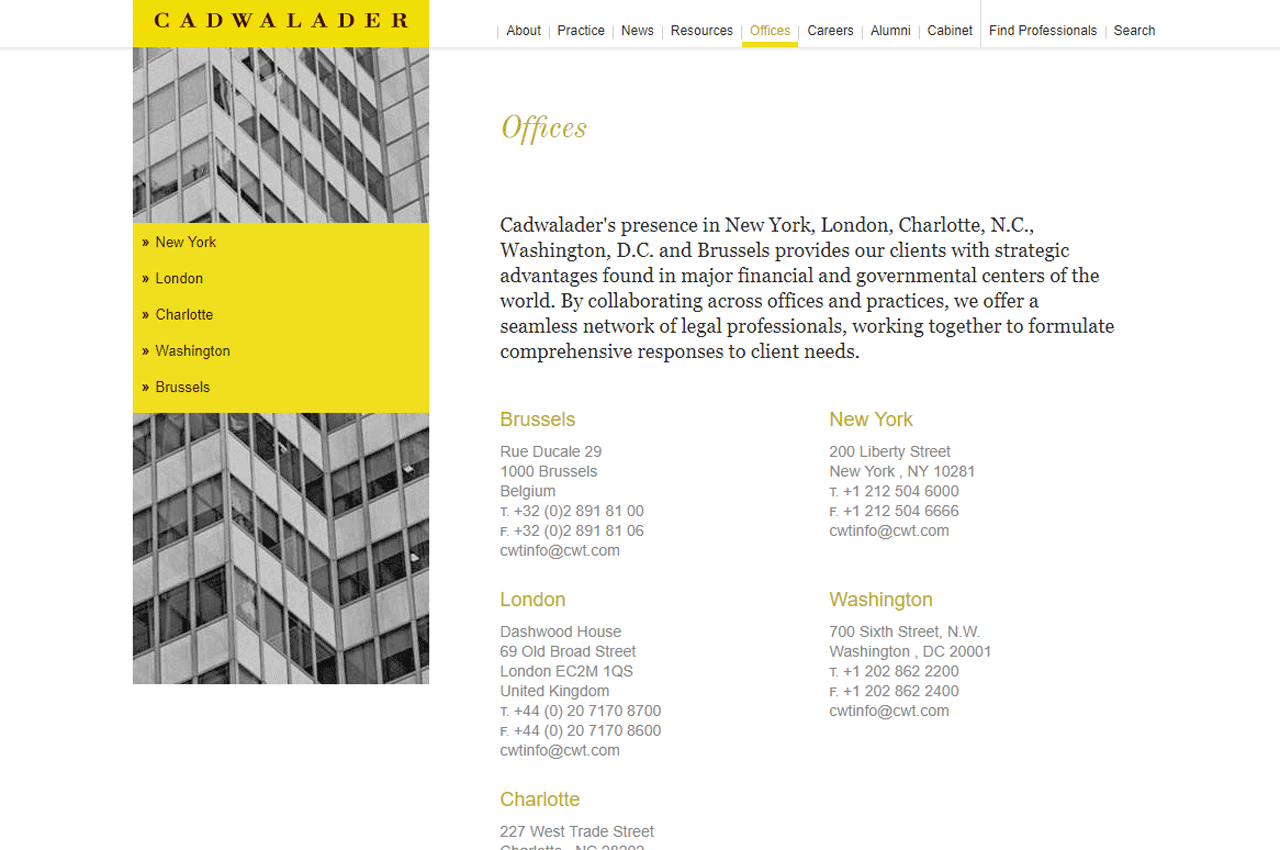 CADWALADER
About
Practice
News
Resources
Offices
Careers
Alumni
Cabinet
Find Professionals
Search
» New York
» London
» Charlotte
» Washington
» Brussels
Offices
Cadwalader's presence in New York, London, Charlotte, N.C.,
Washington, D.C. and Brussels provides our clients with strategic
advantages found in major financial and governmental centers of the
world. By collaborating across offices and practices, we offer a
seamless network of legal professionals, working together to formulate
comprehensive responses to client needs.
Brussels
Rue Ducale 29
1000 Brussels
Belgium
T. +32 (0)2 891 81 00
F. +32 (0)2 891 81 06
cwtinfo@cwt.com
New York
200 Liberty Street
New York , NY 10281
T. +1 212 504 6000
F. +1 212 504 6666
cwtinfo@cwt.com
London
Dashwood House
69 Old Broad Street
London EC2M 1QS
United Kingdom
T. +44 (0) 20 7170 8700
F. +44 (0) 20 7170 8600
cwtinfo@cwt.com
Washington
700 Sixth Street, N.W.
Washington , DC 20001
T. +1 202 862 2200
F. +1 202 862 2400
cwtinfo@cwt.com
Charlotte
227 West Trade Street